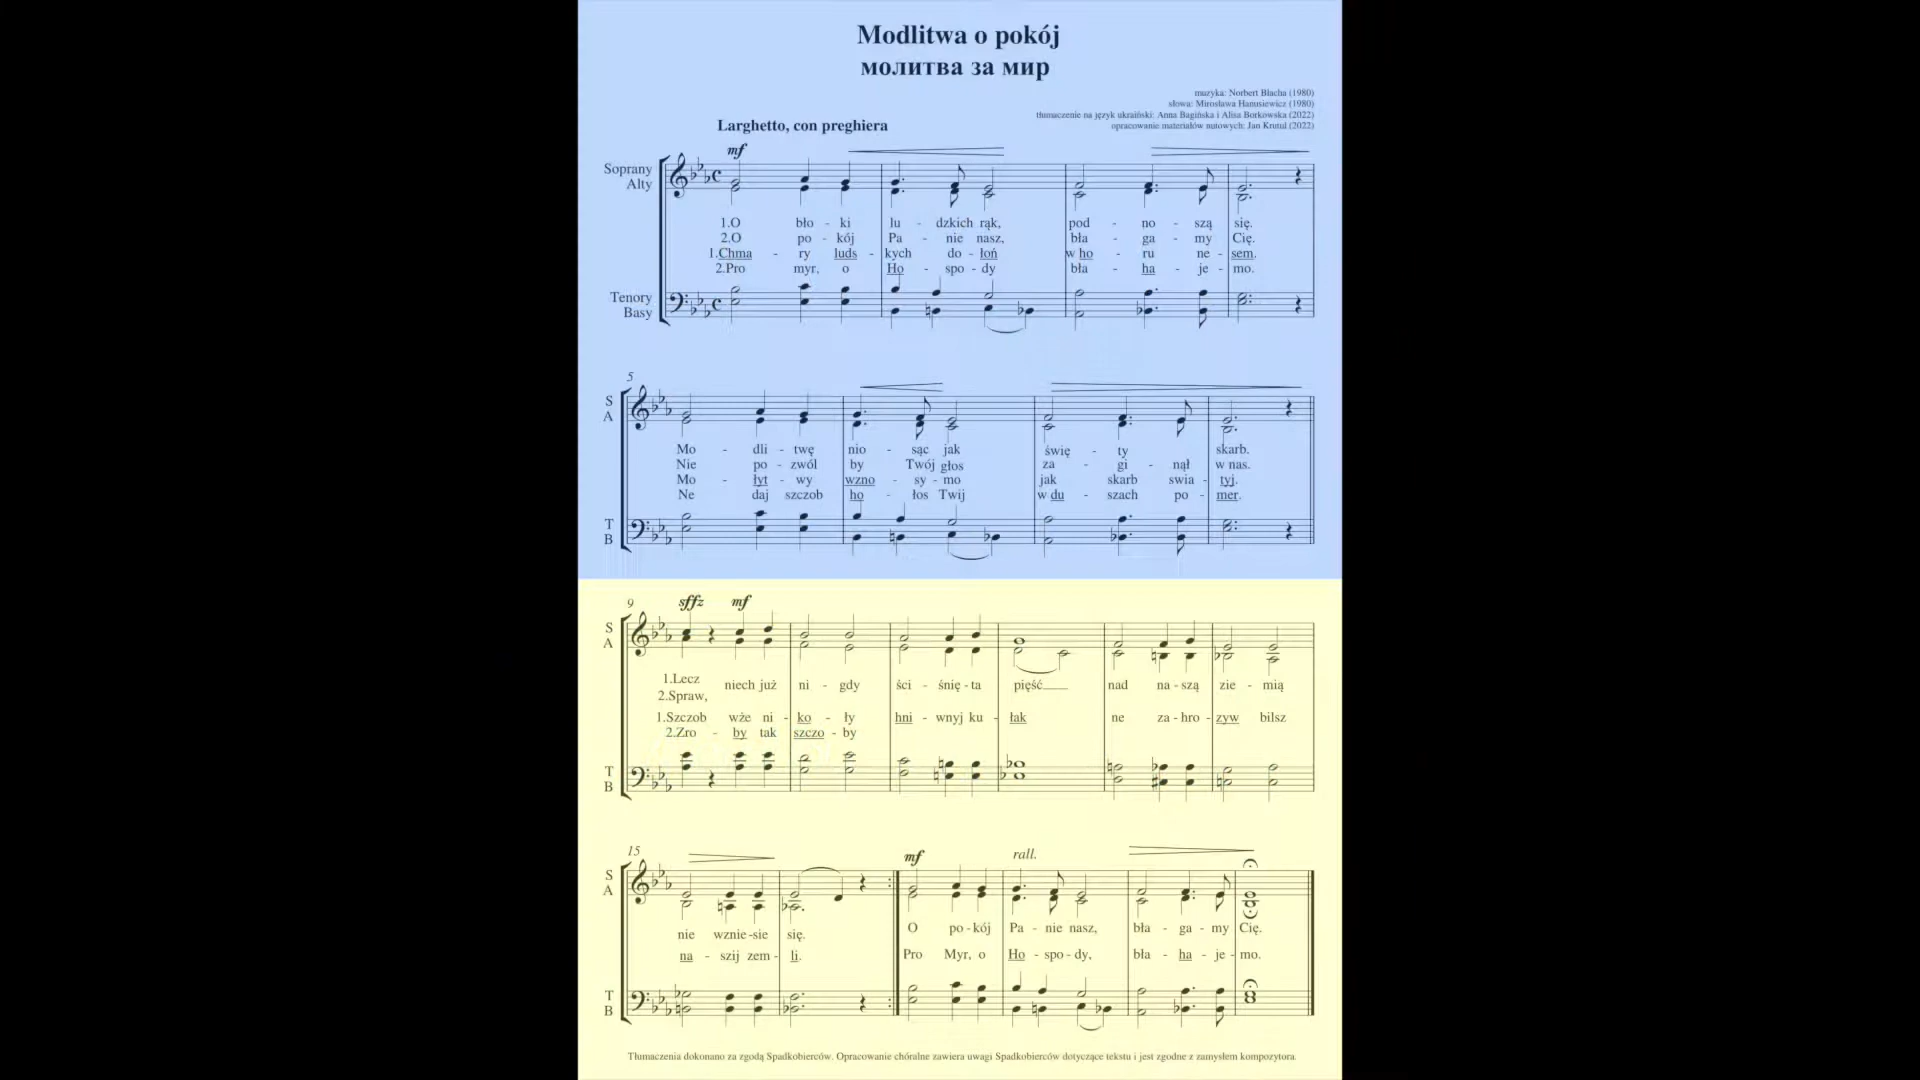 Modlitwa o pokój
молитва за мир
muzyka: Norbert Błacha (1980)
słowa: Mirosława Hanusiewicz (1980)
tłumaczenie na język ukraiński: Anna Bagińska i Alisa Borkowska (2022)
opracowanie materiałów nutowych: Jan Krutul (2022)
Larghetto, con preghiera
mf
Soprany
Alty
1.O bło - ki lu - dzkich rąk, pod - no - szą się.
2.O po - kój Pa - nie nasz, bła - ga - my Cię.
1.Chma - ry luds - kych do - łoń w ho - ru ne - sem.
2.Pro myr, o Ho - spo - dy bła - ha - je - mo.
Tenory
Basy
5
S
A
Mo - dli - twę nio - sąc jak świę - ty skarb.
Nie po - zwól by Twój głos za - gi - nął w nas.
Mo - łyt - wy wzno - sy - mo jak skarb swia - tyj.
Ne daj szczob ho - łos Twij w du - szach po - mer.
T
B
9
sffz mf
S
A
1.Lecz niech już ni - gdy ści - śnię - ta pięść nad na - szą zie - mią
2.Spraw,
1.Szczob wże ni - ko - ły hni - wnyj ku - łak ne za - hro - zyw bilsz
2.Zro - by tak szczo - by
T
B
15
mf rall.
S
A
nie wznie - sie się. O po - kój Pa - nie nasz, bła - ga - my Cię.
na - szij zem - li. Pro Myr, o Ho - spo - dy, bła - ha - je - mo.
T
B
Tłumaczenia dokonano za zgodą Spadkobierców. Opracowanie chóralne zawiera uwagi Spadkobierców dotyczące tekstu i jest zgodne z zamysłem kompozytora.